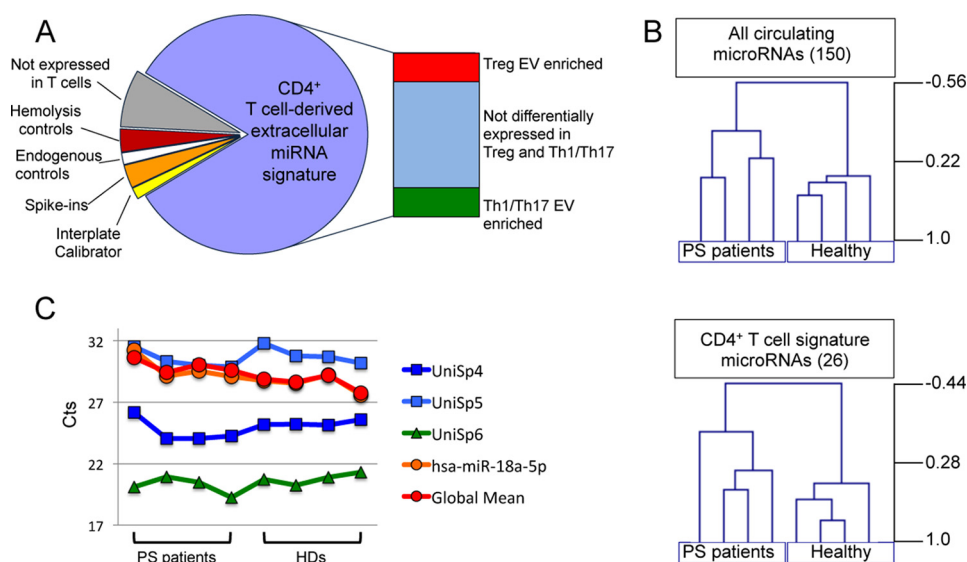 A
Not expressed
in T cells
Hemolysis
controls
Endogenous
controls
Spike-ins
Interplate
Calibrator
CD4+
T cell-derived
extracellular
miRNA
signature
Treg EV enriched
Not differentially
expressed in
Treg and Th1/Th17
Th1/Th17 EV
enriched
B
All circulating
microRNAs (150)
-0.56
0.22
1.0
PS patients
Healthy
CD4+ T cell signature
microRNAs (26)
-0.44
0.28
1.0
PS patients
Healthy
C
Cts
32
27
22
17
PS patients
HDs
UniSp4
UniSp5
UniSp6
hsa-miR-18a-5p
Global Mean